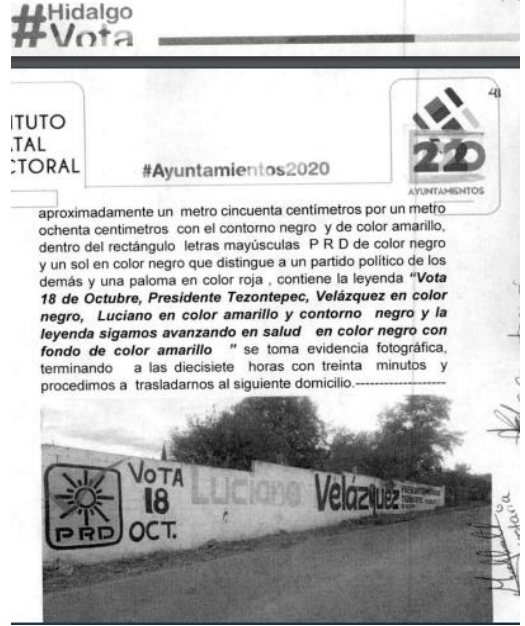 #Hidalgo
Vota
ITUTO
TAL
CTORAL
#Ayuntamientos2020
41
220
AYUNTAMIENTOS
aproximadamente un metro cincuenta centímetros por un metro
ochenta centimetros con el contorno negro y de color amarillo,
dentro del rectángulo letras mayúsculas P R D de color negro
y un sol en color negro que distingue a un partido político de los
demás y una paloma en color roja , contiene la leyenda “Vota
18 de Octubre, Presidente Tezontepec, Velázquez en color
negro, Luciano en color amarillo y contorno negro y la
leyenda sigamos avanzando en salud en color negro con
fondo de color amarillo ” se toma evidencia fotográfica,
terminando a las diecisiete horas con treinta minutos y
procedimos a trasladarnos al siguiente domicilio.-------------------
PRD
VoTA
18
OCT.
Luciano
Velázquez